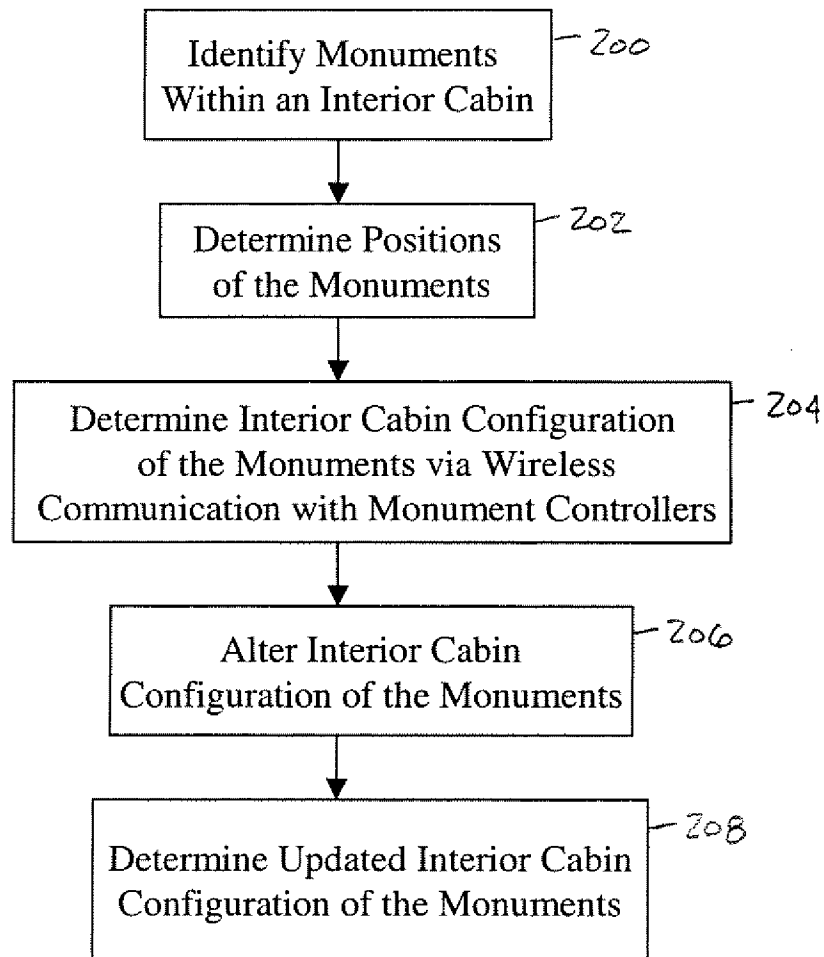 Identify Monuments
Within an Interior Cabin
200
Determine Positions
of the Monuments
202
Determine Interior Cabin Configuration
of the Monuments via Wireless
Communication with Monument Controllers
204
Alter Interior Cabin
Configuration of the Monuments
206
Determine Updated Interior Cabin
Configuration of the Monuments
208